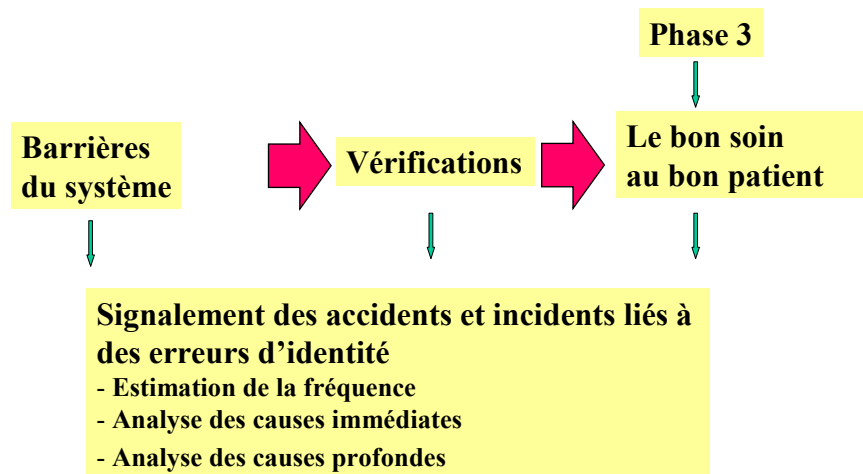 Phase 3
Barrières
du système
Vérifications
Le bon soin
au bon patient
Signalement des accidents et incidents liés à
des erreurs d’identité
- Estimation de la fréquence
- Analyse des causes immédiates
- Analyse des causes profondes